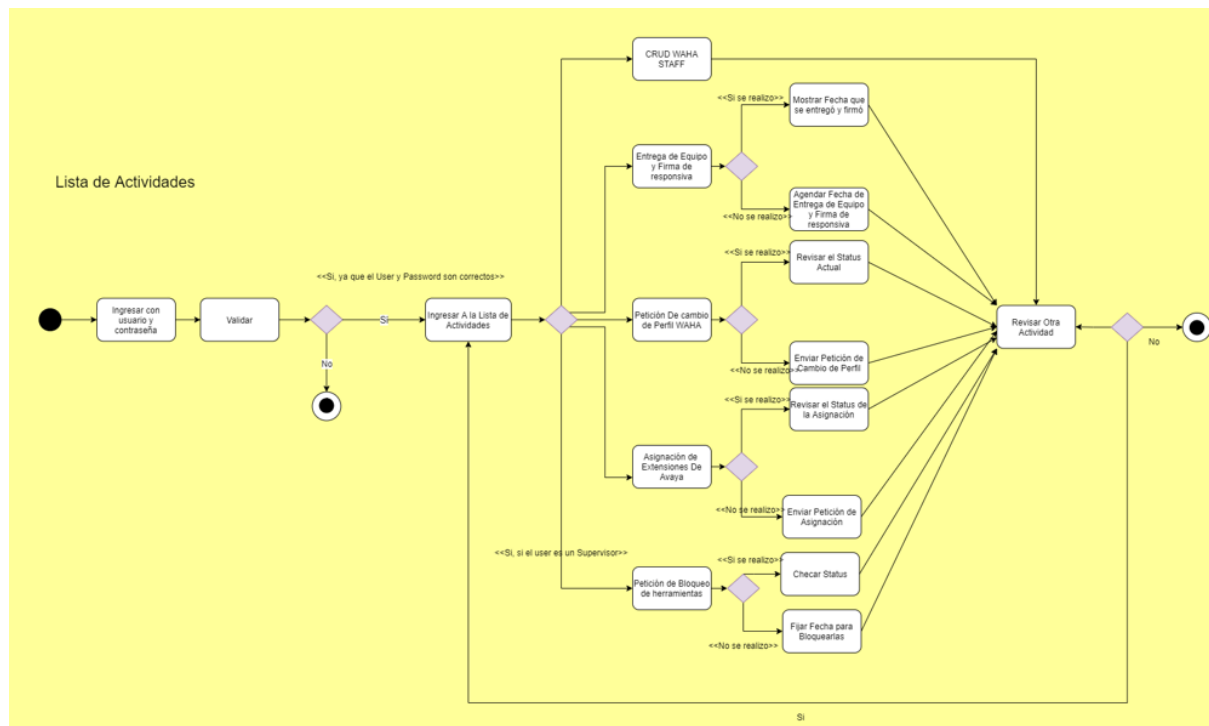 CRUD WAHA
STAFF
<<Si se realizo>>
Mostrar Fecha que
se entregó y firmó
Entrega de Equipo
y Firma de
responsiva
Lista de Actividades
<<No se realizo>>
Agendar Fecha de
Entrega de Equipo
y Firma de
responsiva
<<Si se realizo>>
Revisar el Status
Actual
<<Si, ya que el User y Password son correctos>>
Ingresar con
usuario y
contraseña
Validar
Si
Ingresar A la Lista de
Actividades
Petición De cambio
de Perfil WAHA
Revisar Otra
Actividad
No
No
<<No se realizo>>
Enviar Petición de
Cambio de Perfil
<<Si se realizo>>
Revisar el Status de
la Asignación
Asignación de
Extensiones De
Avaya
<<No se realizo>>
Enviar Petición de
Asignación
<<Si, si el user es un Supervisor>>
<<Si se realizo>>
Checar Status
Petición de Bloqueo
de herramientas
<<No se realizo>>
Fijar Fecha para
Bloquearlas
Si